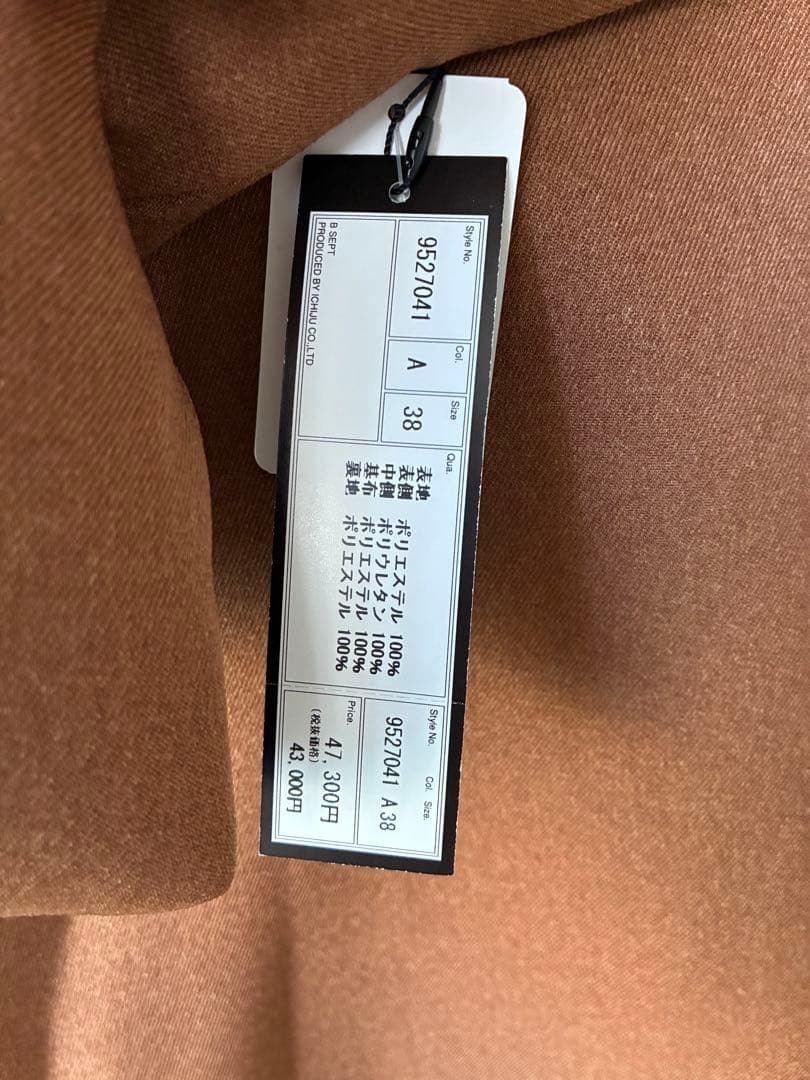 Style No. Col. Size
9527041 A 38
B SEPT
PRODUCED BY ICHIJU CO.,LTD
Qua.
表地
表側 ポリエステル 100%
中側 ポリウレタン 100%
基布 ポリエステル 100%
裏地 ポリエステル 100%
Style No. Col. Size.
9527041 A 38
Price.
47,300円
(税抜価格) 43,000円